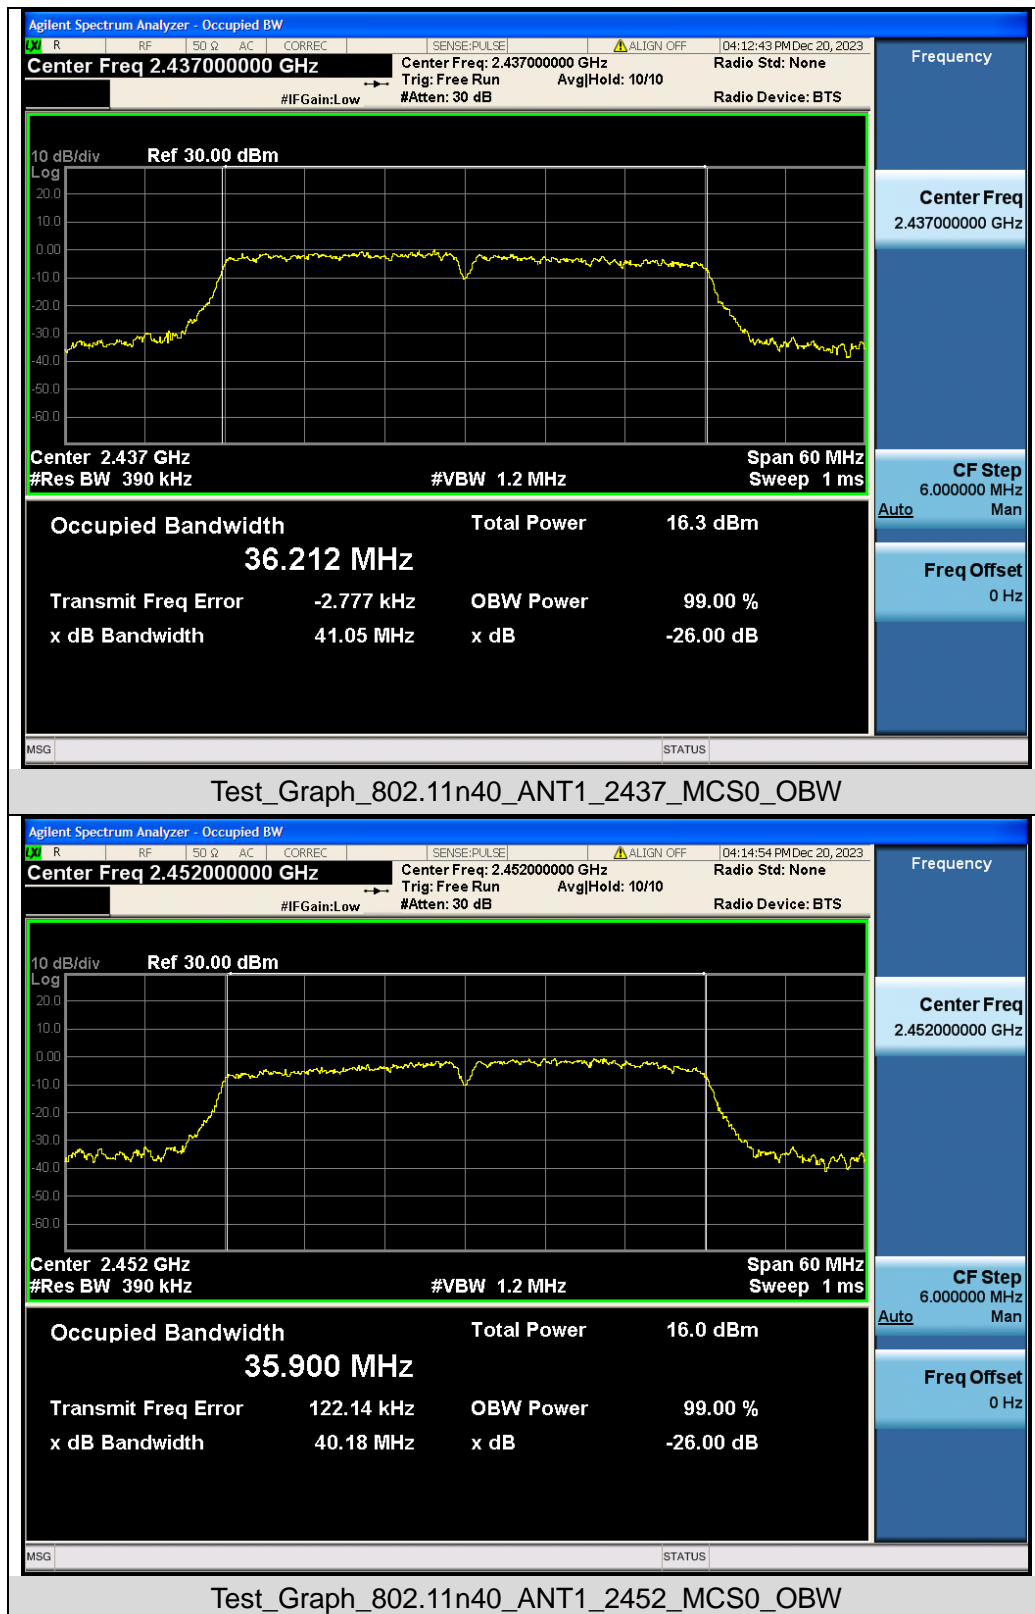 Agilent Spectrum Analyzer - Occupied BW
LXI R RF 50 Ω AC CORREC SENSE:PULSE ALIGN OFF 04:12:43 PM Dec 20, 2023
Center Freq 2.437000000 GHz
Center Freq: 2.437000000 GHz
Radio Std: None
Trig: Free Run Avg|Hold: 10/10
#IFGain:Low
#Atten: 30 dB
Radio Device: BTS
10 dB/div Ref 30.00 dBm
Log
20.0
10.0
0.00
-10.0
-20.0
-30.0
-40.0
-50.0
-60.0
Center 2.437 GHz Span 60 MHz
#Res BW 390 kHz #VBW 1.2 MHz Sweep 1 ms
Occupied Bandwidth Total Power 16.3 dBm
36.212 MHz
Transmit Freq Error -2.777 kHz OBW Power 99.00 %
x dB Bandwidth 41.05 MHz x dB -26.00 dB
MSG STATUS
Frequency
Center Freq
2.437000000 GHz
CF Step
6.000000 MHz
Auto Man
Freq Offset
0 Hz
Test_Graph_802.11n40_ANT1_2437_MCS0_OBW
Agilent Spectrum Analyzer - Occupied BW
LXI R RF 50 Ω AC CORREC SENSE:PULSE ALIGN OFF 04:14:54 PM Dec 20, 2023
Center Freq 2.452000000 GHz
Center Freq: 2.452000000 GHz
Radio Std: None
Trig: Free Run Avg|Hold: 10/10
#IFGain:Low
#Atten: 30 dB
Radio Device: BTS
10 dB/div Ref 30.00 dBm
Log
20.0
10.0
0.00
-10.0
-20.0
-30.0
-40.0
-50.0
-60.0
Center 2.452 GHz Span 60 MHz
#Res BW 390 kHz #VBW 1.2 MHz Sweep 1 ms
Occupied Bandwidth Total Power 16.0 dBm
35.900 MHz
Transmit Freq Error 122.14 kHz OBW Power 99.00 %
x dB Bandwidth 40.18 MHz x dB -26.00 dB
MSG STATUS
Frequency
Center Freq
2.452000000 GHz
CF Step
6.000000 MHz
Auto Man
Freq Offset
0 Hz
Test_Graph_802.11n40_ANT1_2452_MCS0_OBW